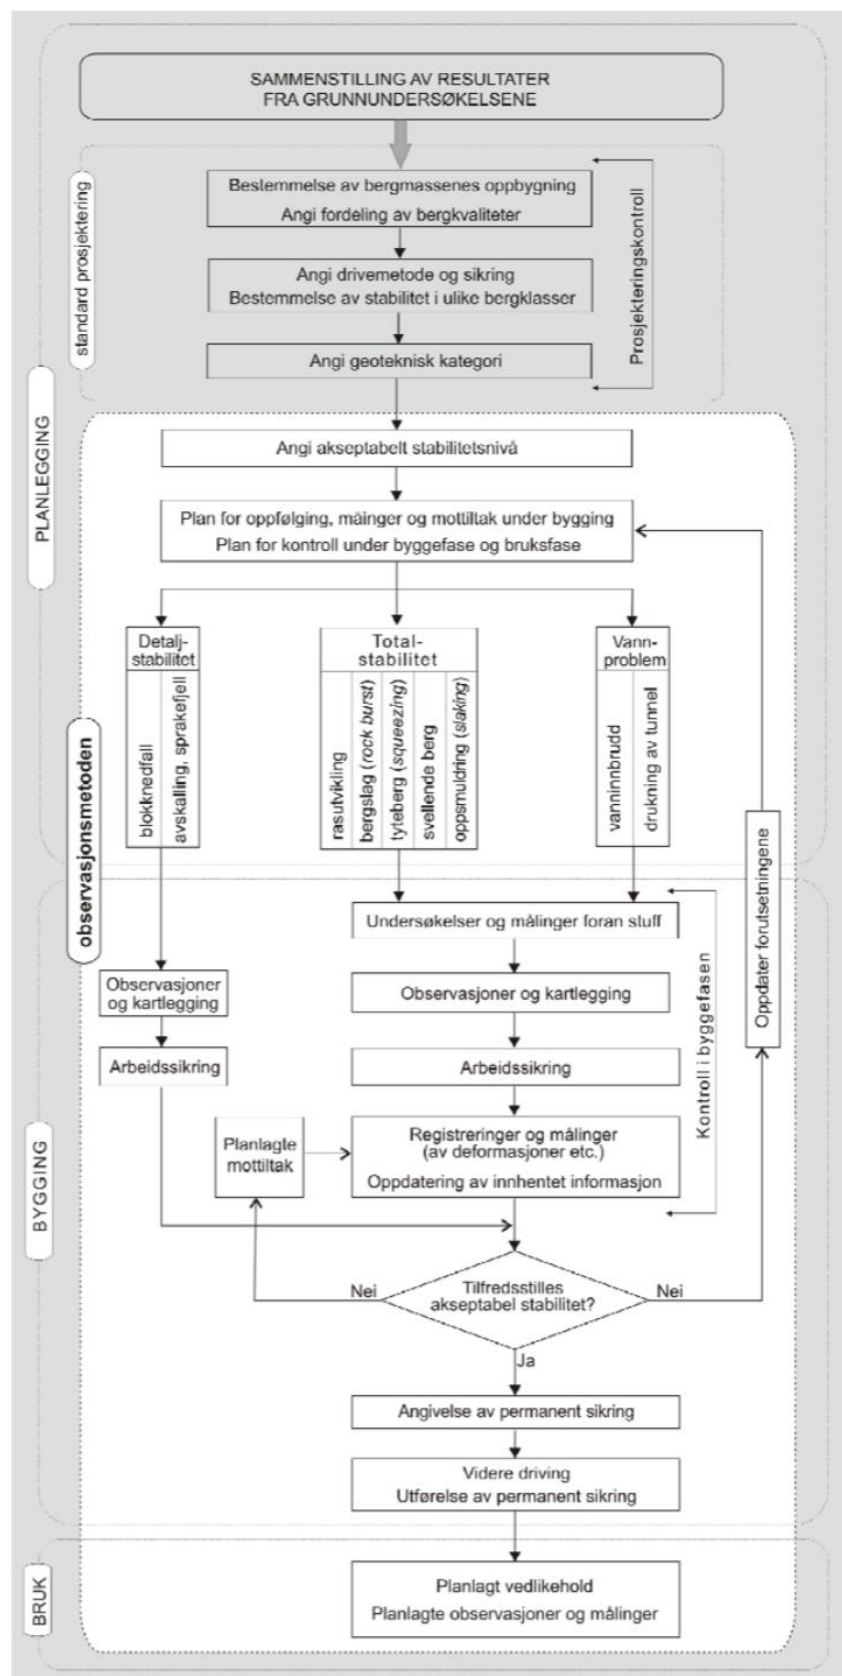 SAMMENSTILLING AV RESULTATER
FRA GRUNNUNDERSØKELSENE
standard prosjektering
Bestemmelse av bergmassenes oppbygning
Angi fordeling av bergkvaliteter
Angi drivemetode og sikring
Bestemmelse av stabilitet i ulike bergklasser
Angi geoteknisk kategori
Prosjekteringskontroll
PLANLEGGING
Angi akseptabelt stabilitetsnivå
Plan for oppfølging, måinger og mottiltak under bygging
Plan for kontroll under byggefase og bruksfase
Detalj-
stabilitet
blokknedfall
avskalling, sprakefjell
Total-
stabilitet
rasutvikling
bergslag (rock burst)
tyteberg (squeezing)
svellende berg
oppsmuldring (slaking)
Vann-
problem
vanninnbrudd
drukning av tunnel
observasjonsmetoden
Oppdater forutsetningene
Undersøkelser og målinger foran stuff
Observasjoner
og kartlegging
Observasjoner og kartlegging
Arbeidssikring
Arbeidssikring
Kontroll i byggefasen
BYGGING
Planlagte
mottiltak
Registreringer og målinger
(av deformasjoner etc.)
Oppdatering av innhentet informasjon
Nei
Tilfredsstilles
akseptabel stabilitet?
Nei
Ja
Angivelse av permanent sikring
Videre driving
Utførelse av permanent sikring
BRUK
Planlagt vedlikehold
Planlagte observasjoner og målinger